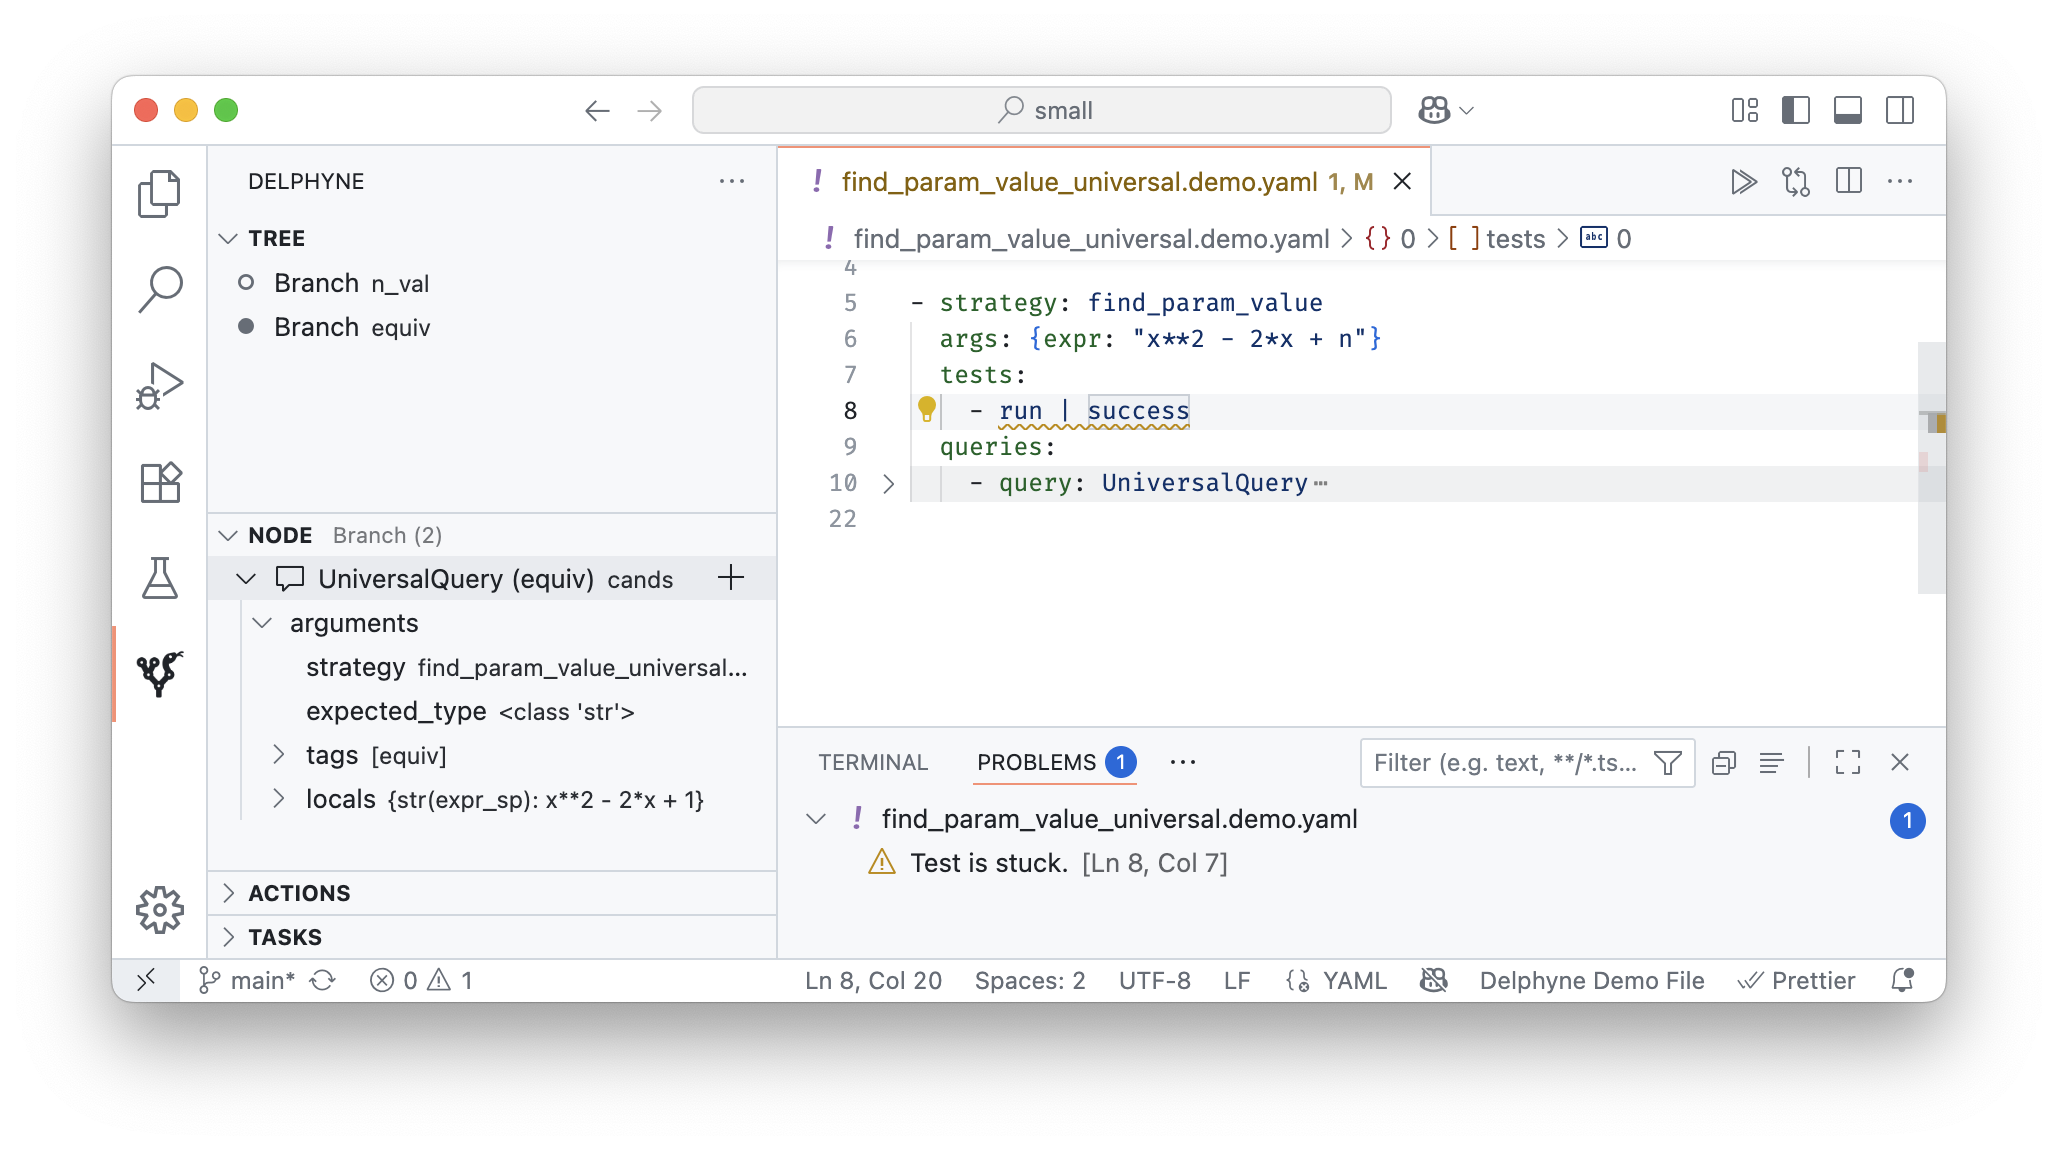 small
DELPHYNE
TREE
Branch n_val
Branch equiv
NODE Branch (2)
UniversalQuery (equiv) cands
arguments
strategy find_param_value_universal...
expected_type <class 'str'>
tags [equiv]
locals {str(expr_sp): x**2 - 2*x + 1}
ACTIONS
TASKS
! find_param_value_universal.demo.yaml 1, M
! find_param_value_universal.demo.yaml > {} 0 > [ ] tests > abc 0
4
5 - strategy: find_param_value
6 args: {expr: "x**2 - 2*x + n"}
7 tests:
8 - run | success
9 queries:
10 - query: UniversalQuery ⋯
22
TERMINAL PROBLEMS 1 ⋯ Filter (e.g. text, **/*.ts...
! find_param_value_universal.demo.yaml 1
Test is stuck. [Ln 8, Col 7]
main* 0 1 Ln 8, Col 20 Spaces: 2 UTF-8 LF YAML Delphyne Demo File Prettier